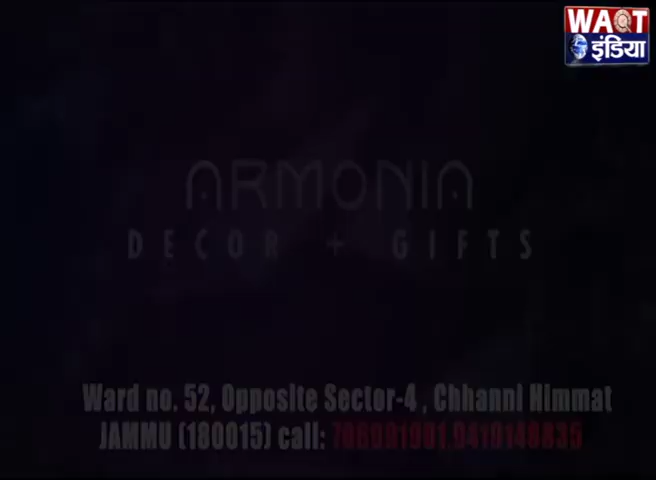 WAQT
इंडिया
ARMONIA
DECOR + GIFTS
Ward no. 52, Opposite Sector-4 , Chhanni Himmat
JAMMU (180015) call: